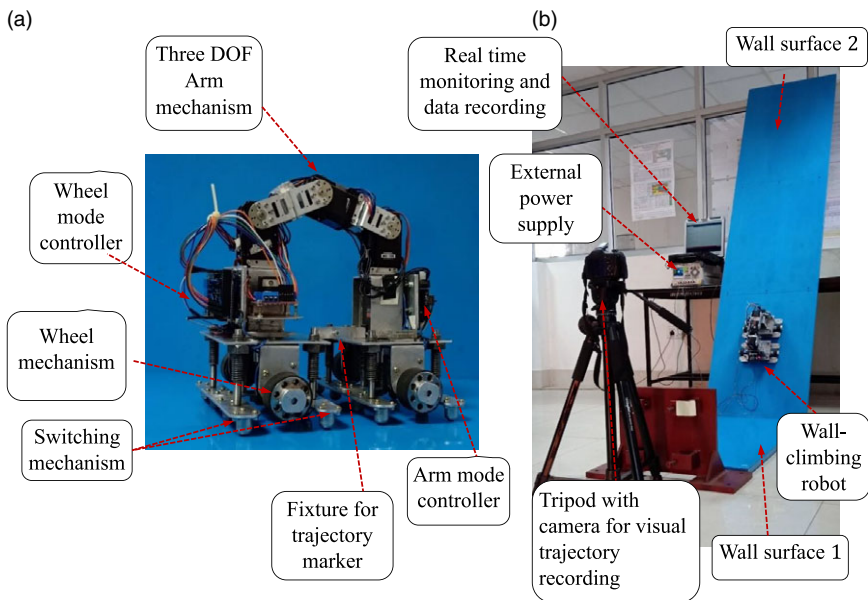 (a)
Three DOF
Arm
mechanism
Wheel
mode
controller
Wheel
mechanism
Switching
mechanism
Fixture for
trajectory
marker
Arm mode
controller
(b)
Real time
monitoring and
data recording
Wall surface 2
External
power
supply
Wall-
climbing
robot
Tripod with
camera for visual
trajectory
recording
Wall surface 1